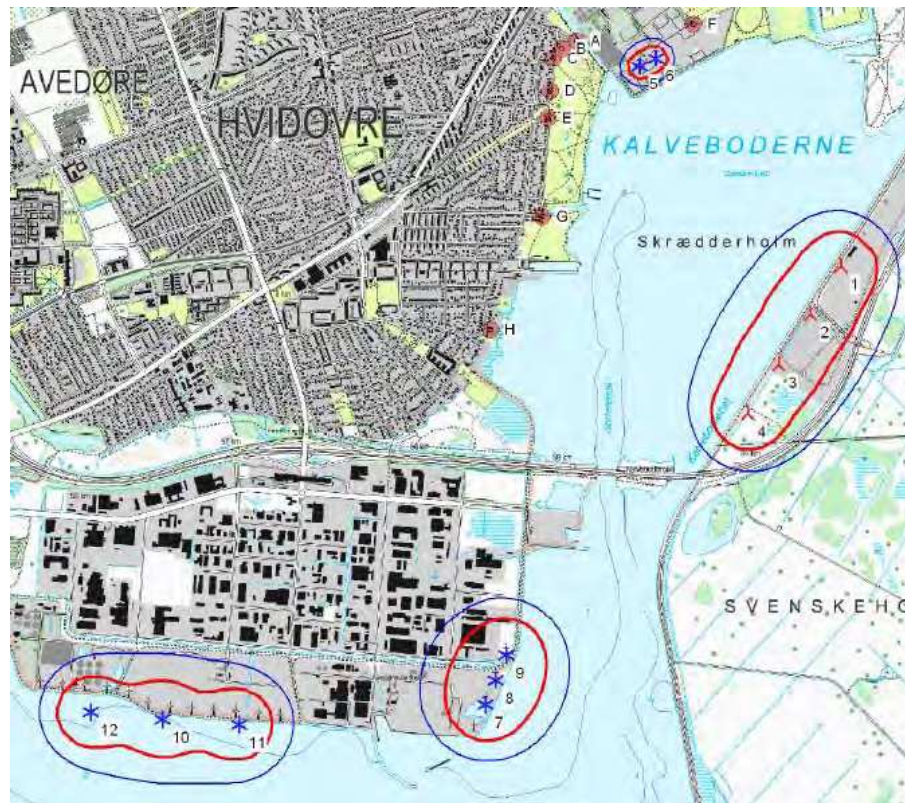 A
F
B
C
AVEDØRE
6
5
D
HVIDOVRE
E
KALVEBODERNE
G
Skrædderholm
1
2
H
3
4
SVENSKEHO
9
8
7
12
10
11